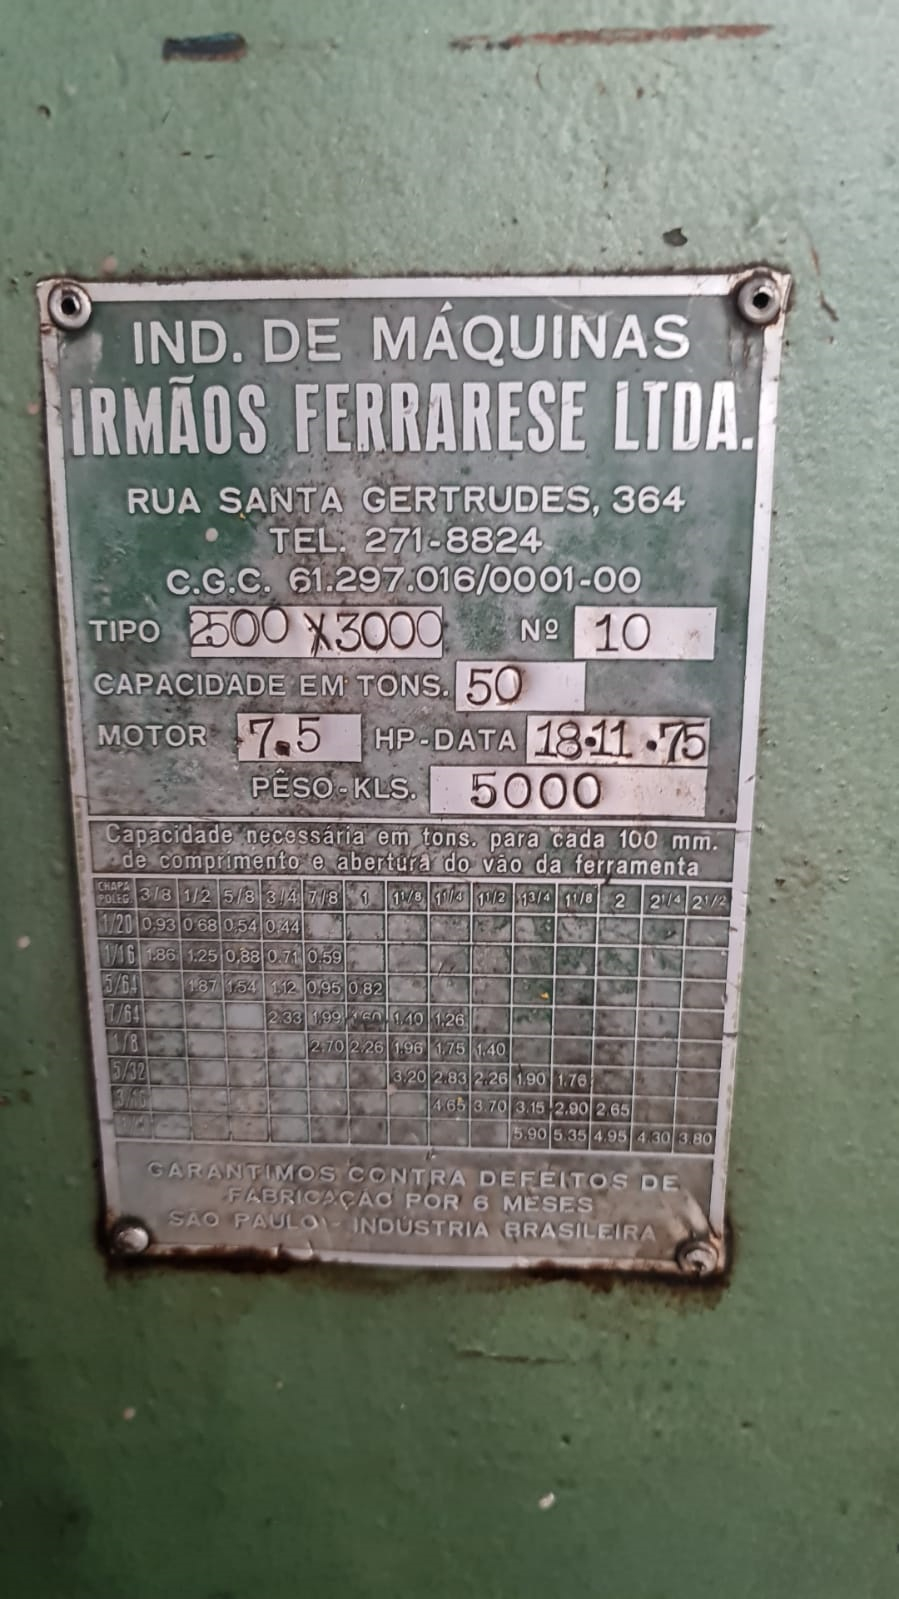 IND. DE MÁQUINAS
IRMÃOS FERRARESE LTDA.
RUA SANTA GERTRUDES, 364
TEL. 271-8824
C.G.C. 61.297.016/0001-00
TIPO 2500 X3000 Nº 10
CAPACIDADE EM TONS. 50
MOTOR 7.5 HP-DATA 18.11.75
PÊSO-KLS. 5000
Capacidade necessária em tons. para cada 100 mm.
de comprimento e abertura do vão da ferramenta
CHAPA POLEG. 3/8 1/2 5/8 3/4 7/8 1 1 1/8 1 1/4 1 1/2 1 3/4 1 1/8 2 2 1/4 2 1/2
1/20 0.93 0.68 0.54 0.44
1/16 1.86 1.25 0.88 0.71 0.59
5/64 1.87 1.54 1.12 0.95 0.82
7/64 2.33 1.99 1.60 1.40 1.26
1/8 2.70 2.26 1.96 1.75 1.40
5/32 3.20 2.83 2.26 1.90 1.76
3/16 4.65 3.70 3.15 2.90 2.65
5.90 5.35 4.95 4.30 3.80
GARANTIMOS CONTRA DEFEITOS DE
FABRICAÇÃO POR 6 MESES
SÃO PAULO - INDÚSTRIA BRASILEIRA